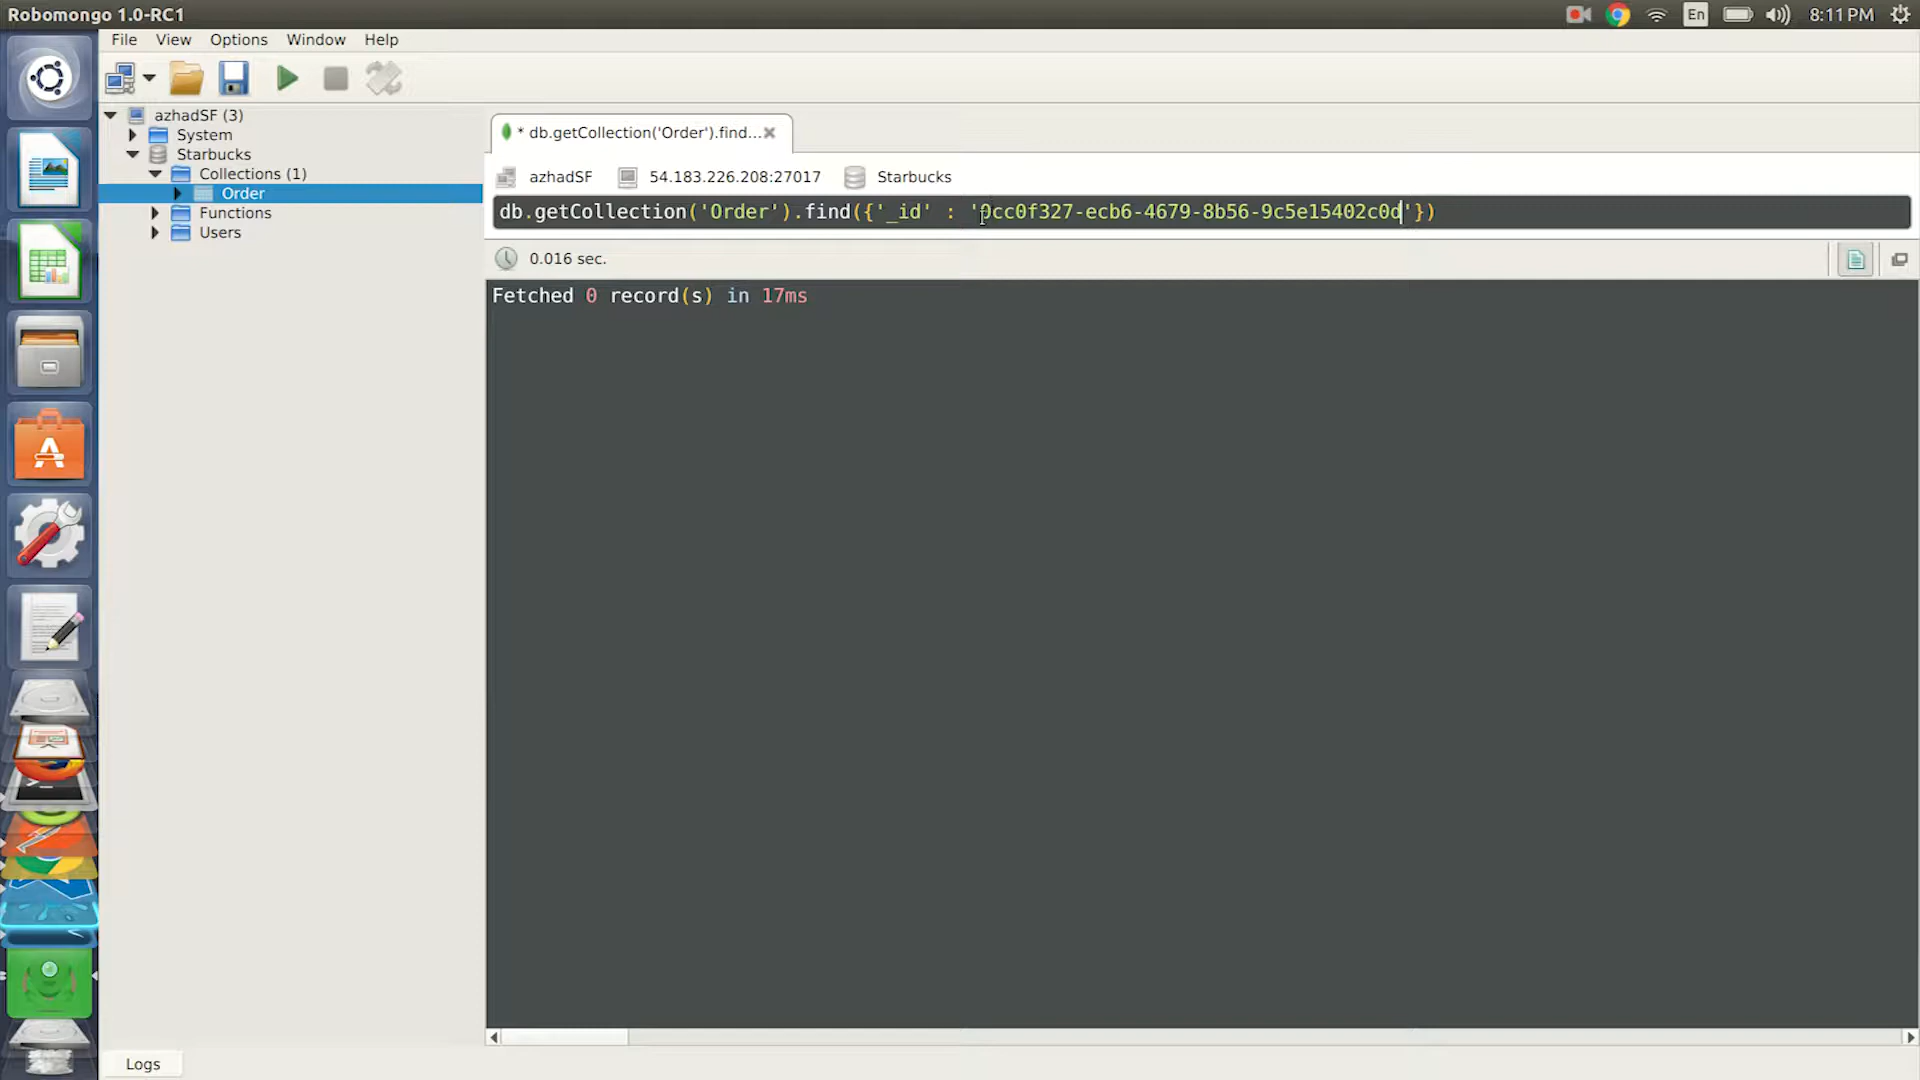 Robomongo 1.0-RC1
En
8:11 PM
File View Options Window Help
azhadSF (3)
System
Starbucks
Collections (1)
Order
Functions
Users
* db.getCollection('Order').find...
azhadSF 54.183.226.208:27017 Starbucks
db.getCollection('Order').find({'_id' : '0cc0f327-ecb6-4679-8b56-9c5e15402c0d'})
0.016 sec.
Fetched 0 record(s) in 17ms
Logs